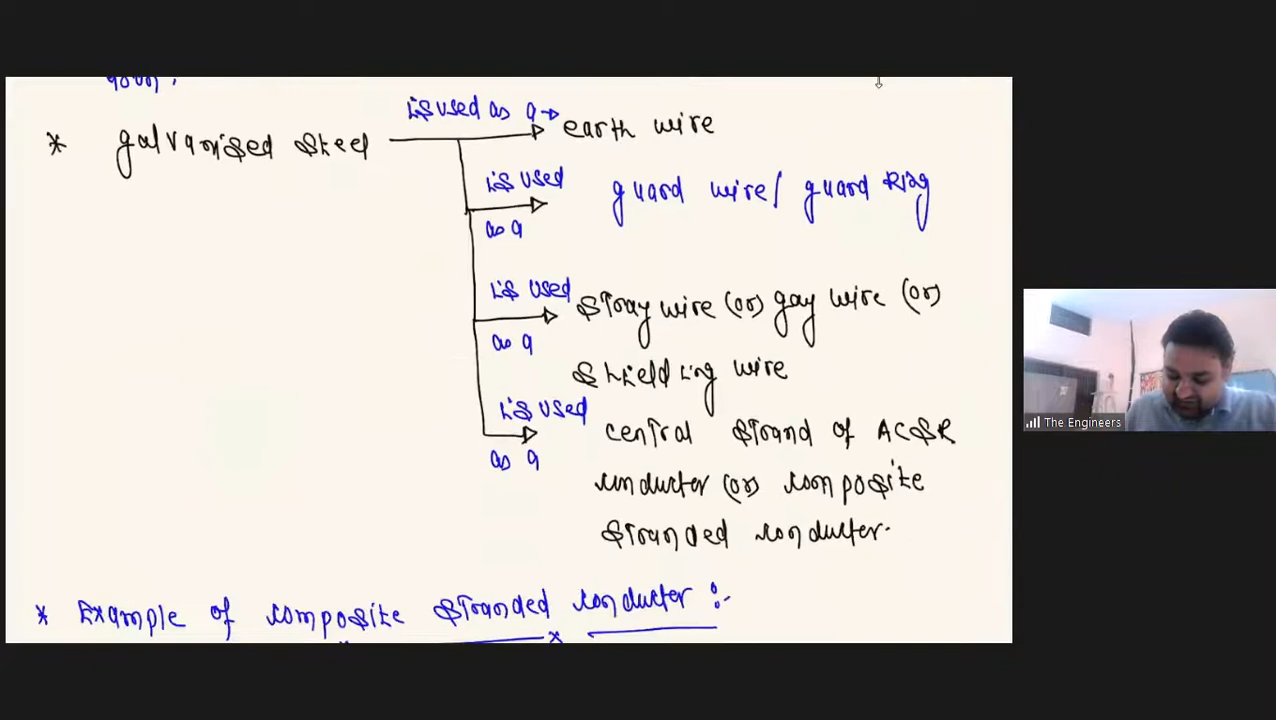 * galvanised steel is used as a → earth wire
is used as a guard wire/ guard Ring
is used as a stray wire (or) gay wire (or)
shielding wire
is used as a central strand of ACSR
conductor (or) composite
stranded conductor.
* Example of composite stranded conductor :-
The Engineers